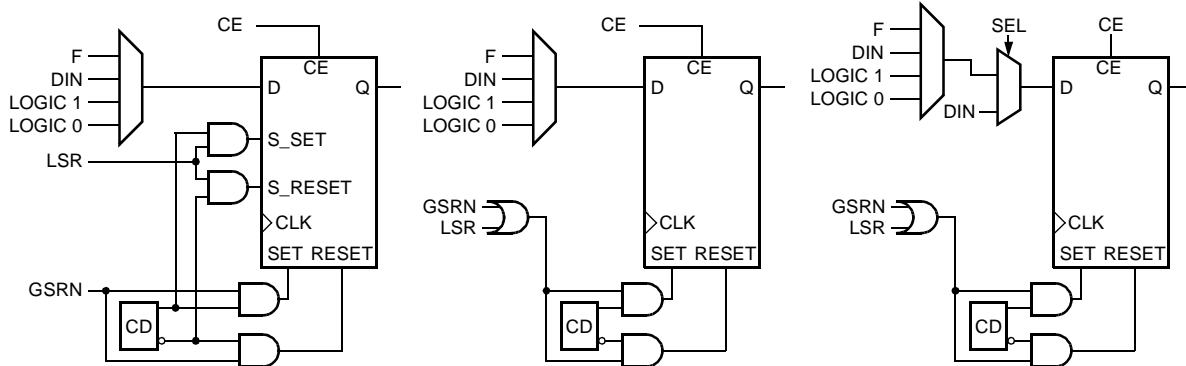 CE
F
DIN
LOGIC 1
LOGIC 0
LSR
CE
D
Q
S_SET
S_RESET
CLK
SET RESET
GSRN
CD
CE
F
DIN
LOGIC 1
LOGIC 0
CE
D
Q
GSRN
LSR
CLK
SET RESET
CD
F
DIN
LOGIC 1
LOGIC 0
SEL
DIN
CE
CE
D
Q
GSRN
LSR
CLK
SET RESET
CD